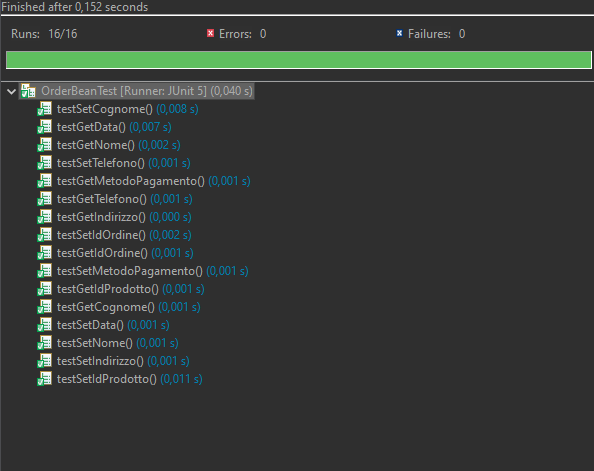 Finished after 0,152 seconds
Runs: 16/16 Errors: 0 Failures: 0
OrderBeanTest [Runner: JUnit 5] (0,040 s)
testSetCognome() (0,008 s)
testGetData() (0,007 s)
testGetNome() (0,002 s)
testSetTelefono() (0,001 s)
testGetMetodoPagamento() (0,001 s)
testGetTelefono() (0,001 s)
testGetIndirizzo() (0,000 s)
testSetIdOrdine() (0,002 s)
testGetIdOrdine() (0,001 s)
testSetMetodoPagamento() (0,001 s)
testGetIdProdotto() (0,001 s)
testGetCognome() (0,001 s)
testSetData() (0,001 s)
testSetNome() (0,001 s)
testSetIndirizzo() (0,001 s)
testSetIdProdotto() (0,011 s)